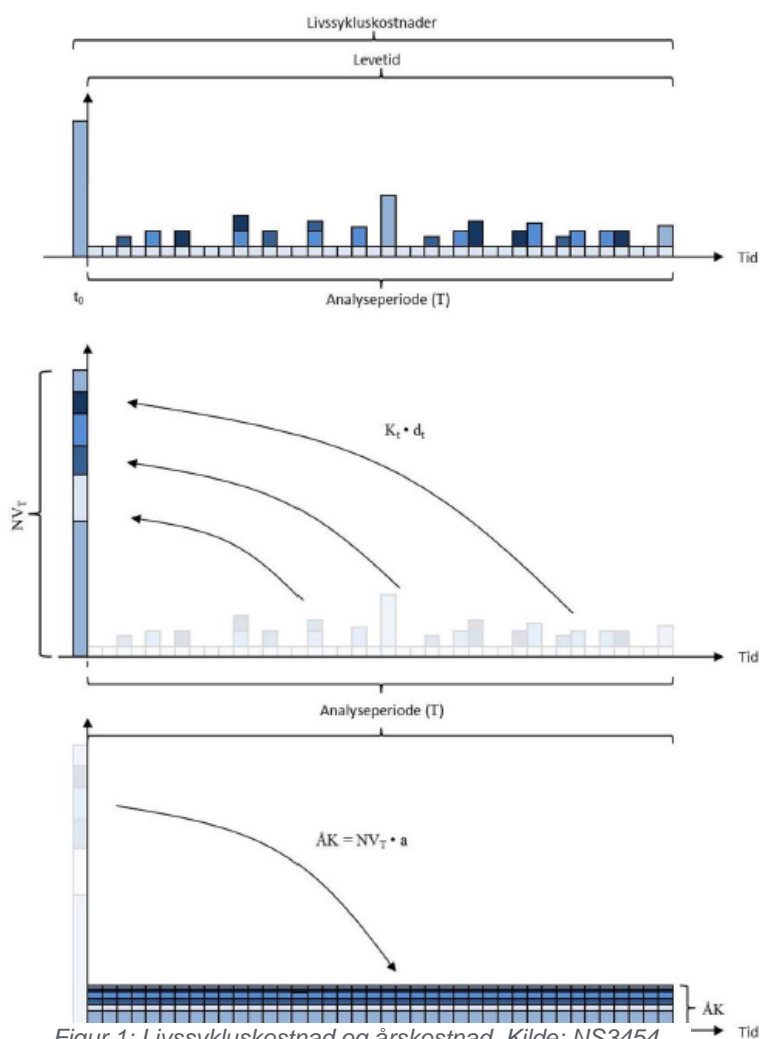 Livssykluskostnader
Levetid
Tid
t₀
Analyseperiode (T)
NV_T
K_t • d_t
Tid
Analyseperiode (T)
ÅK = NV_T • a
ÅK
Tid
Figur 1: Livssykluskostnad og årskostnad. Kilde: NS3454